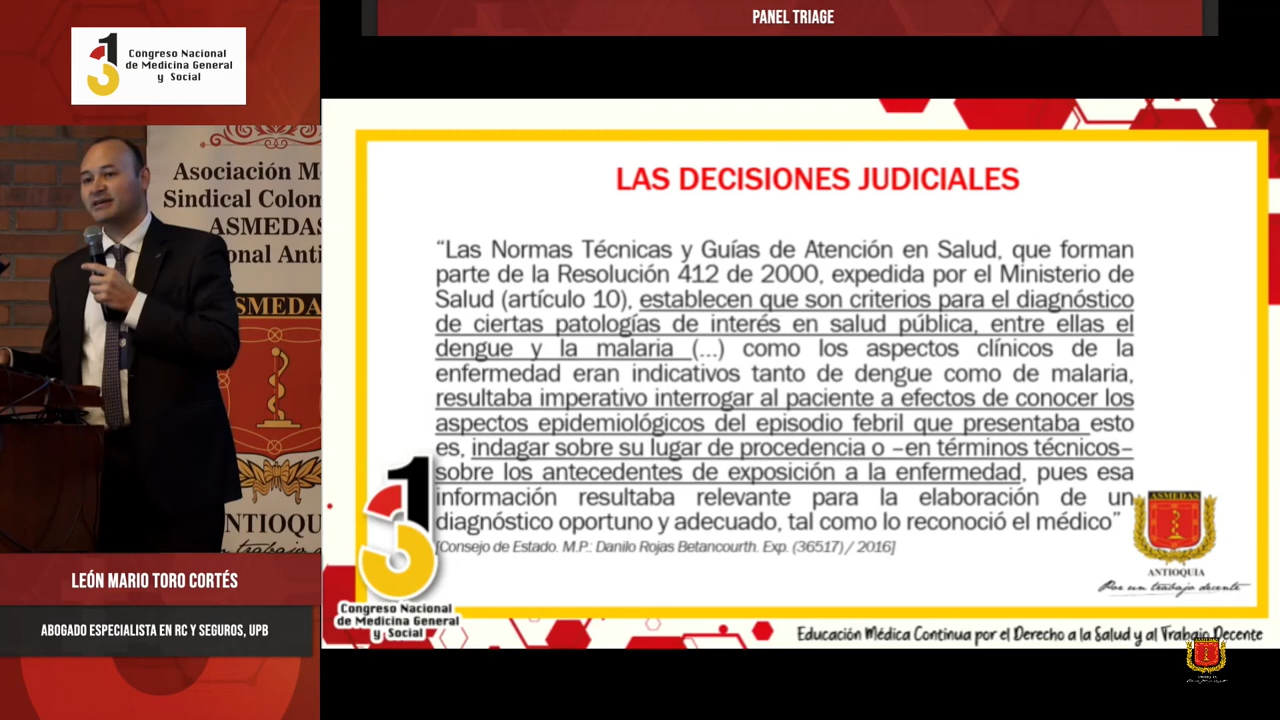 PANEL TRIAGE
Congreso Nacional
de Medicina General
y Social
Asociación M
Sindical Colom
ASMEDAS
onal Anti
SMEDA
NTIOQU
LEÓN MARIO TORO CORTÉS
ABOGADO ESPECIALISTA EN RC Y SEGUROS, UPB
LAS DECISIONES JUDICIALES
“Las Normas Técnicas y Guías de Atención en Salud, que forman
parte de la Resolución 412 de 2000, expedida por el Ministerio de
Salud (artículo 10), establecen que son criterios para el diagnóstico
de ciertas patologías de interés en salud pública, entre ellas el
dengue y la malaria (...) como los aspectos clínicos de la
enfermedad eran indicativos tanto de dengue como de malaria,
resultaba imperativo interrogar al paciente a efectos de conocer los
aspectos epidemiológicos del episodio febril que presentaba esto
es, indagar sobre su lugar de procedencia o –en términos técnicos–
sobre los antecedentes de exposición a la enfermedad, pues esa
información resultaba relevante para la elaboración de un
diagnóstico oportuno y adecuado, tal como lo reconoció el médico”
[Consejo de Estado. M.P.: Danilo Rojas Betancourth. Exp. (36517) / 2016]
1
Congreso Nacional
de Medicina General
y Social
ASMEDAS
ANTIOQUIA
Por un trabajo decente
Educación Médica Continua por el Derecho a la Salud y al Trabajo Decente